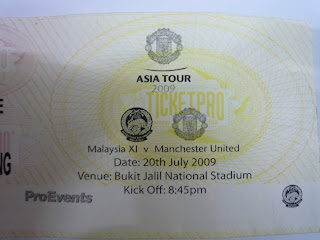 ASIA TOUR
2009
TICKETPRO
Malaysia XI v Manchester United
Date: 20th July 2009
Venue: Bukit Jalil National Stadium
Kick Off: 8:45pm
ProEvents